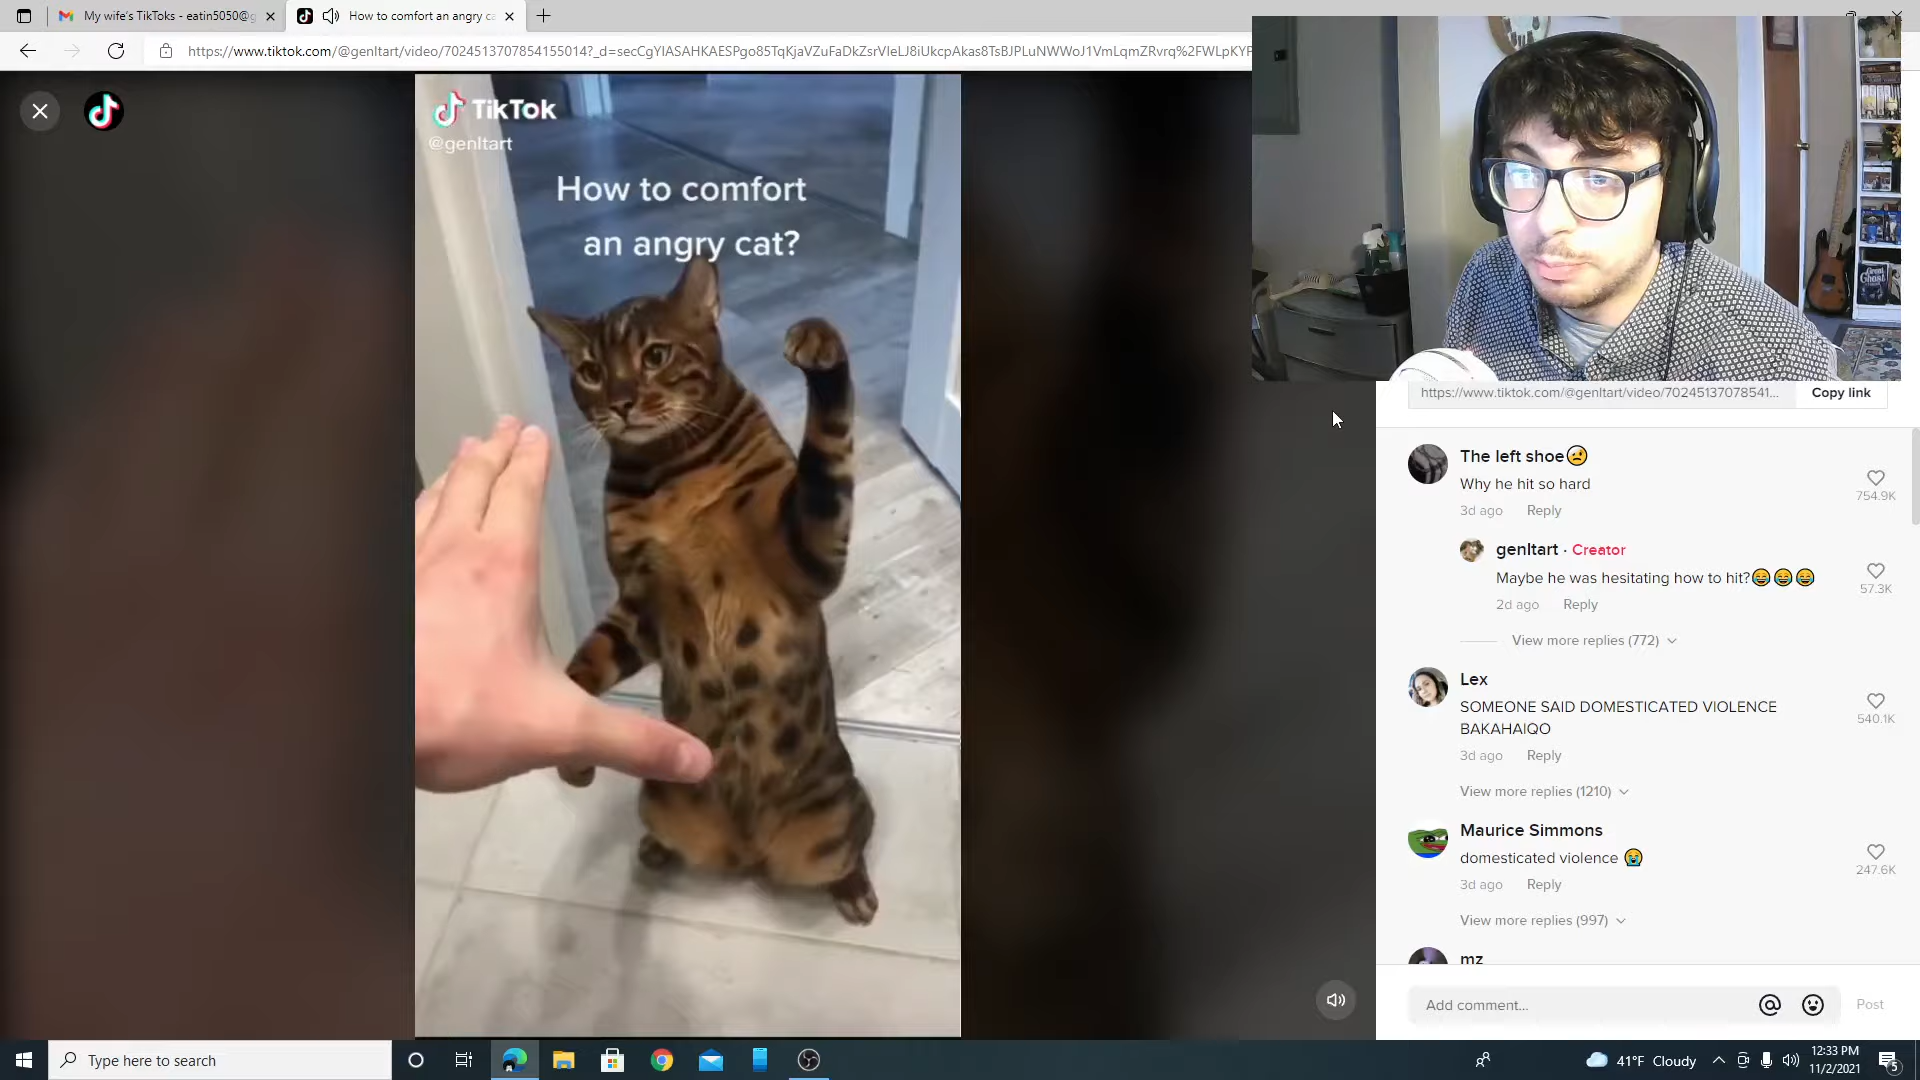 My wife's TikToks - eatin5050@g
How to comfort an angry ca
https://www.tiktok.com/@genltart/video/7024513707854155014?_d=secCgYIASAHKAESPgo85TqKjaVZuFaDkZsrVIeLJ8iUkcpAkas8TsBJPLuNWWoJ1VmLqmZRvrq%2FWLpKYP
TikTok
@genltart
How to comfort
an angry cat?
Great
Ghost
https://www.tiktok.com/@genltart/video/70245137078541...
Copy link
The left shoe🤕
Why he hit so hard
754.9K
3d ago Reply
genltart · Creator
Maybe he was hesitating how to hit?😂😂😂
57.3K
2d ago Reply
View more replies (772)
Lex
SOMEONE SAID DOMESTICATED VIOLENCE
BAKAHAIQO
540.1K
3d ago Reply
View more replies (1210)
Maurice Simmons
domesticated violence 😭
247.6K
3d ago Reply
View more replies (997)
mz
Add comment...
Post
Type here to search
41°F Cloudy
12:33 PM
11/2/2021
5